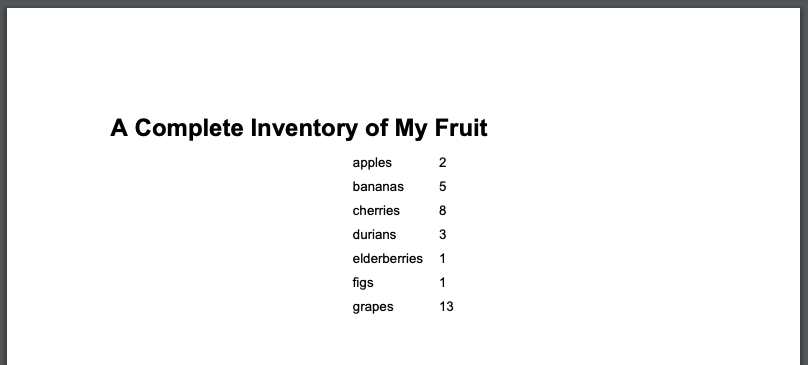 A Complete Inventory of My Fruit
apples 2
bananas 5
cherries 8
durians 3
elderberries 1
figs 1
grapes 13